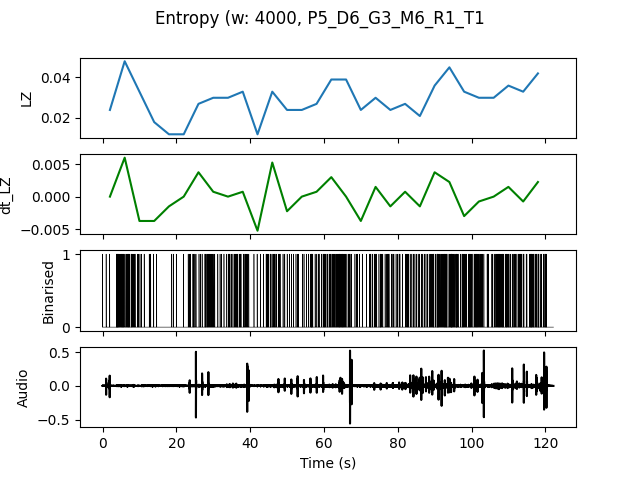 Entropy (w: 4000, P5_D6_G3_M6_R1_T1
0.04
0.02
LZ
0.005
0.000
−0.005
dt_LZ
1
0
Binarised
0.5
0.0
−0.5
Audio
0 20 40 60 80 100 120
Time (s)